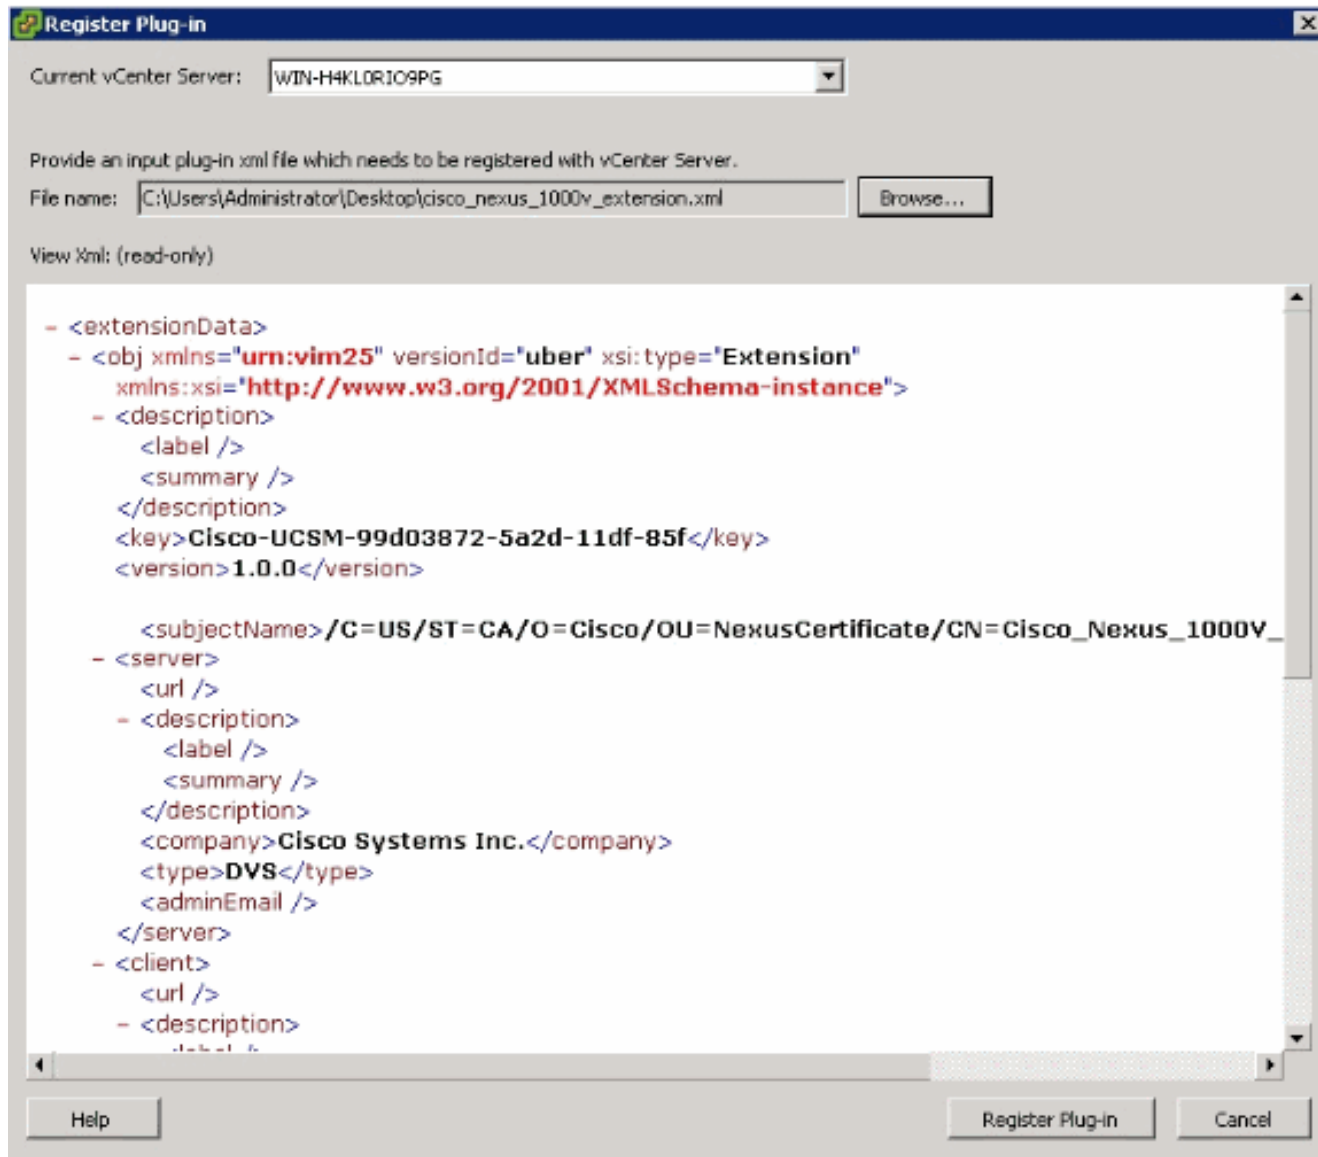 Register Plug-in
Current vCenter Server: WIN-H4KL0RIO9PG
Provide an input plug-in xml file which needs to be registered with vCenter Server.
File name: C:\Users\Administrator\Desktop\cisco_nexus_1000v_extension.xml Browse...
View Xml: (read-only)
- <extensionData>
- <obj xmlns="urn:vim25" versionId="uber" xsi:type="Extension"
xmlns:xsi="http://www.w3.org/2001/XMLSchema-instance">
- <description>
<label />
<summary />
</description>
<key>Cisco-UCSM-99d03872-5a2d-11df-85f</key>
<version>1.0.0</version>
<subjectName>/C=US/ST=CA/O=Cisco/OU=NexusCertificate/CN=Cisco_Nexus_1000V_
- <server>
<url />
- <description>
<label />
<summary />
</description>
<company>Cisco Systems Inc.</company>
<type>DVS</type>
<adminEmail />
</server>
- <client>
<url />
- <description>
Help Register Plug-in Cancel